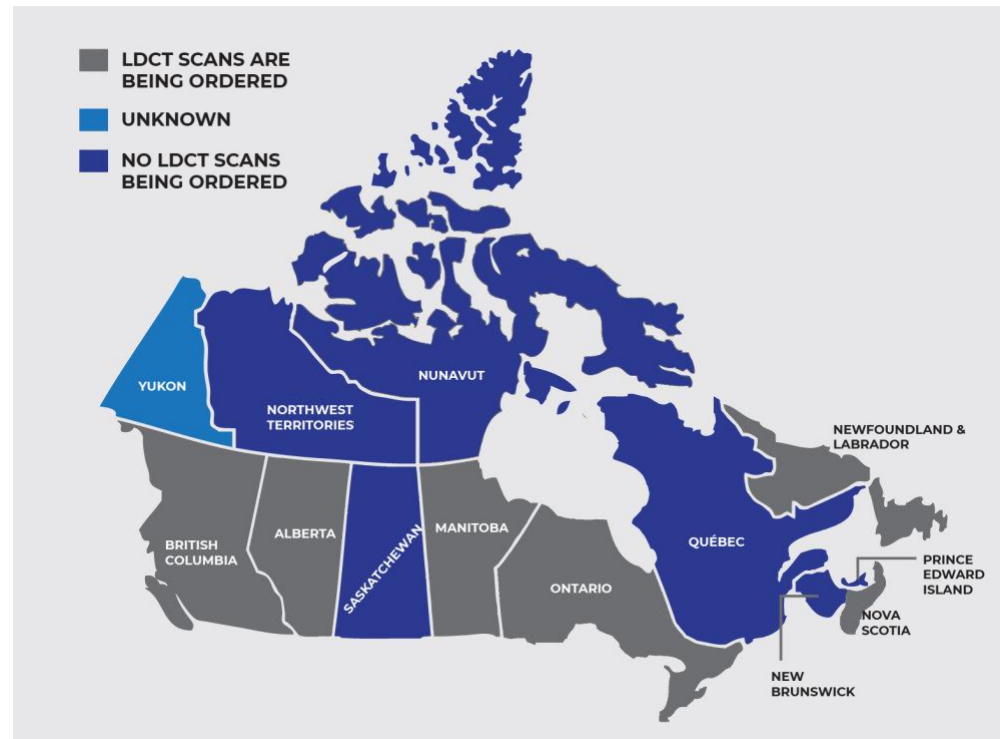 LDCT SCANS ARE
BEING ORDERED
UNKNOWN
NO LDCT SCANS
BEING ORDERED
YUKON
NORTHWEST
TERRITORIES
NUNAVUT
BRITISH
COLUMBIA
ALBERTA
SASKATCHEWAN
MANITOBA
ONTARIO
QUÉBEC
NEWFOUNDLAND &
LABRADOR
PRINCE
EDWARD
ISLAND
NOVA
SCOTIA
NEW
BRUNSWICK